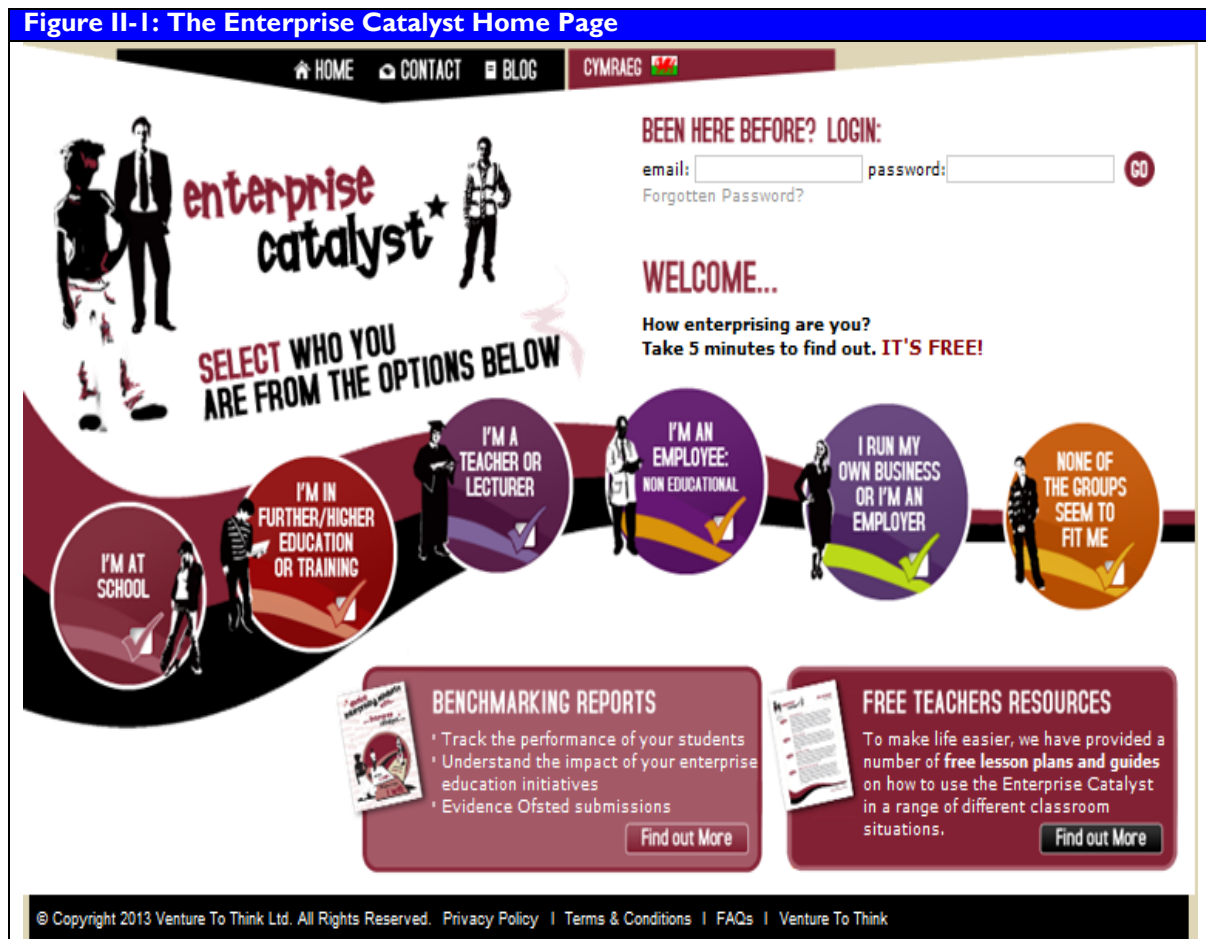 Figure II-1: The Enterprise Catalyst Home Page
HOME CONTACT BLOG CYMRAEG
enterprise
catalyst*
SELECT WHO YOU
ARE FROM THE OPTIONS BELOW
BEEN HERE BEFORE? LOGIN:
email: password: GO
Forgotten Password?
WELCOME...
How enterprising are you?
Take 5 minutes to find out. IT'S FREE!
I'M AT
SCHOOL
I'M IN
FURTHER/HIGHER
EDUCATION
OR TRAINING
I'M A
TEACHER OR
LECTURER
I'M AN
EMPLOYEE:
NON EDUCATIONAL
I RUN MY
OWN BUSINESS
OR I'M AN
EMPLOYER
NONE OF
THE GROUPS
SEEM TO
FIT ME
BENCHMARKING REPORTS
' Track the performance of your students
' Understand the impact of your enterprise
education initiatives
' Evidence Ofsted submissions
Find out More
FREE TEACHERS RESOURCES
To make life easier, we have provided a
number of free lesson plans and guides
on how to use the Enterprise Catalyst
in a range of different classroom
situations.
Find out More
© Copyright 2013 Venture To Think Ltd. All Rights Reserved. Privacy Policy I Terms & Conditions I FAQs I Venture To Think